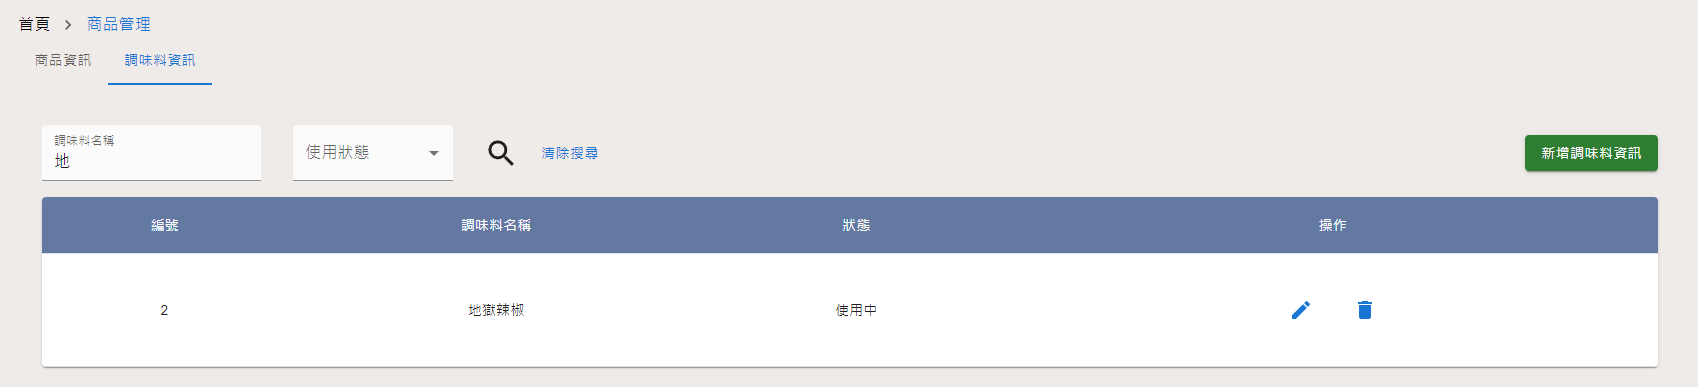 首頁 > 商品管理
商品資訊 調味料資訊
調味料名稱
地
使用狀態
清除搜尋
新增調味料資訊
編號 調味料名稱 狀態 操作
2 地獄辣椒 使用中